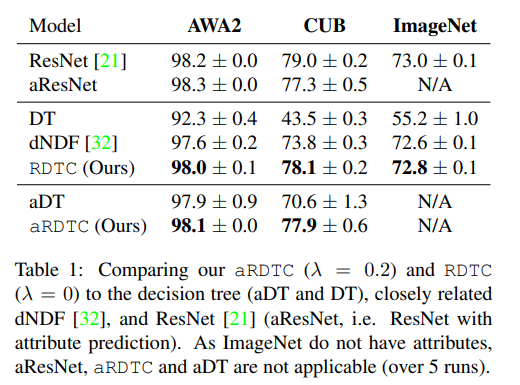 Model AWA2 CUB ImageNet
ResNet [21] 98.2 ± 0.0 79.0 ± 0.2 73.0 ± 0.1
aResNet 98.3 ± 0.0 77.3 ± 0.5 N/A
DT 92.3 ± 0.4 43.5 ± 0.3 55.2 ± 1.0
dNDF [32] 97.6 ± 0.2 73.8 ± 0.3 72.6 ± 0.1
RDTC (Ours) 98.0 ± 0.1 78.1 ± 0.2 72.8 ± 0.1
aDT 97.9 ± 0.9 70.6 ± 1.3 N/A
aRDTC (Ours) 98.1 ± 0.0 77.9 ± 0.6 N/A
Table 1: Comparing our aRDTC (λ = 0.2) and RDTC
(λ = 0) to the decision tree (aDT and DT), closely related
dNDF [32], and ResNet [21] (aResNet, i.e. ResNet with
attribute prediction). As ImageNet do not have attributes,
aResNet, aRDTC and aDT are not applicable (over 5 runs).